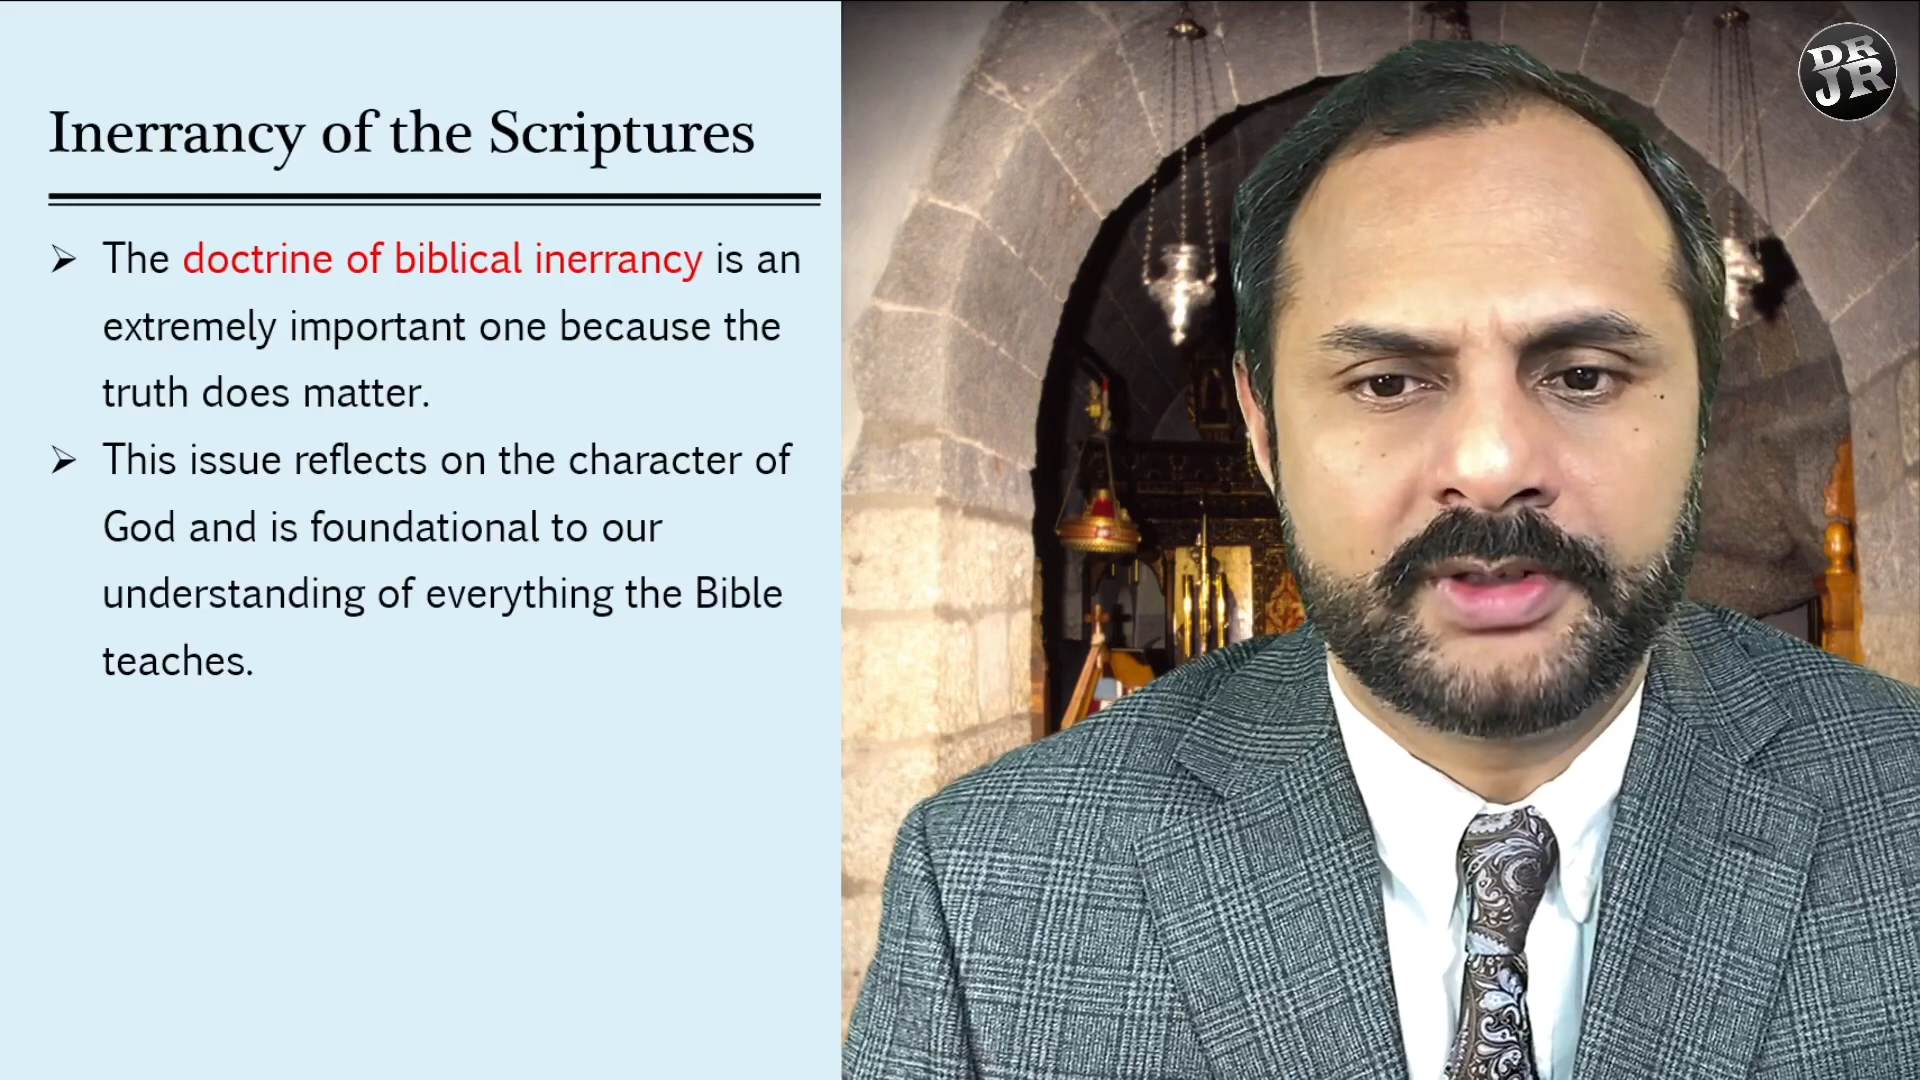 Inerrancy of the Scriptures
➢ The doctrine of biblical inerrancy is an
extremely important one because the
truth does matter.
➢ This issue reflects on the character of
God and is foundational to our
understanding of everything the Bible
teaches.
DR
JR